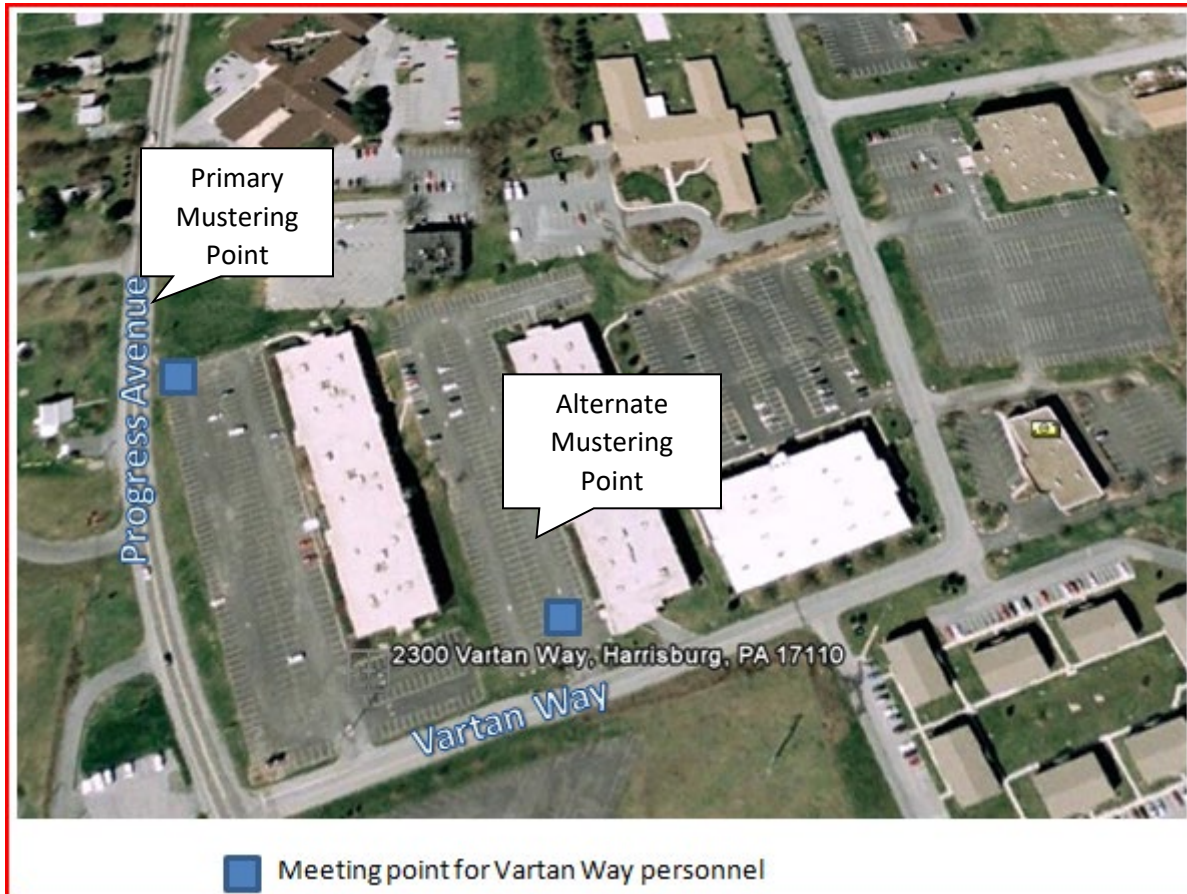 Primary
Mustering
Point
Progress Avenue
Alternate
Mustering
Point
2300 Vartan Way, Harrisburg, PA 17110
Vartan Way
Meeting point for Vartan Way personnel